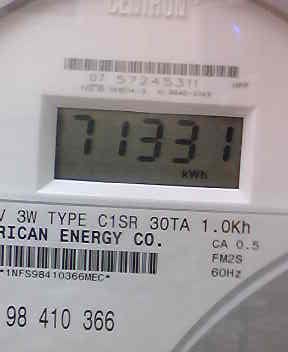 CENTRON
07 57245311
71331
kWh
V 3W TYPE C1SR 30TA 1.0Kh
RICAN ENERGY CO.
CA 0.5
FM2S
60Hz
*1NFS98410366MEC*
98 410 366